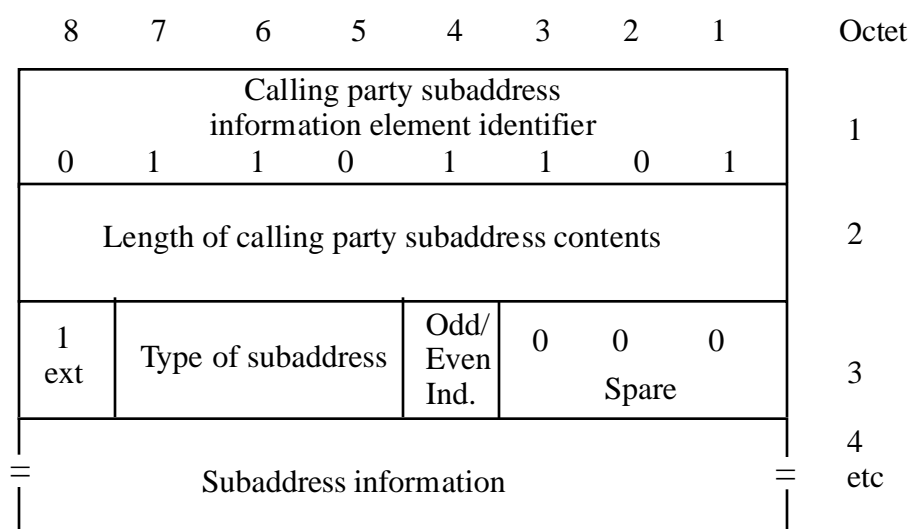 8 7 6 5 4 3 2 1 Octet
Calling party subaddress
information element identifier
1
0 1 1 0 1 1 0 1
Length of calling party subaddress contents 2
1
ext
Type of subaddress
Odd/
Even
Ind.
0 0 0
Spare
3
Subaddress information
4
etc